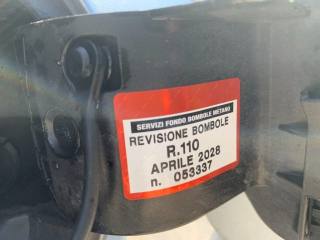 SERVIZI FONDO BOMBOLE METANO
REVISIONE BOMBOLE
R.110
APRILE 2028
n. 053337